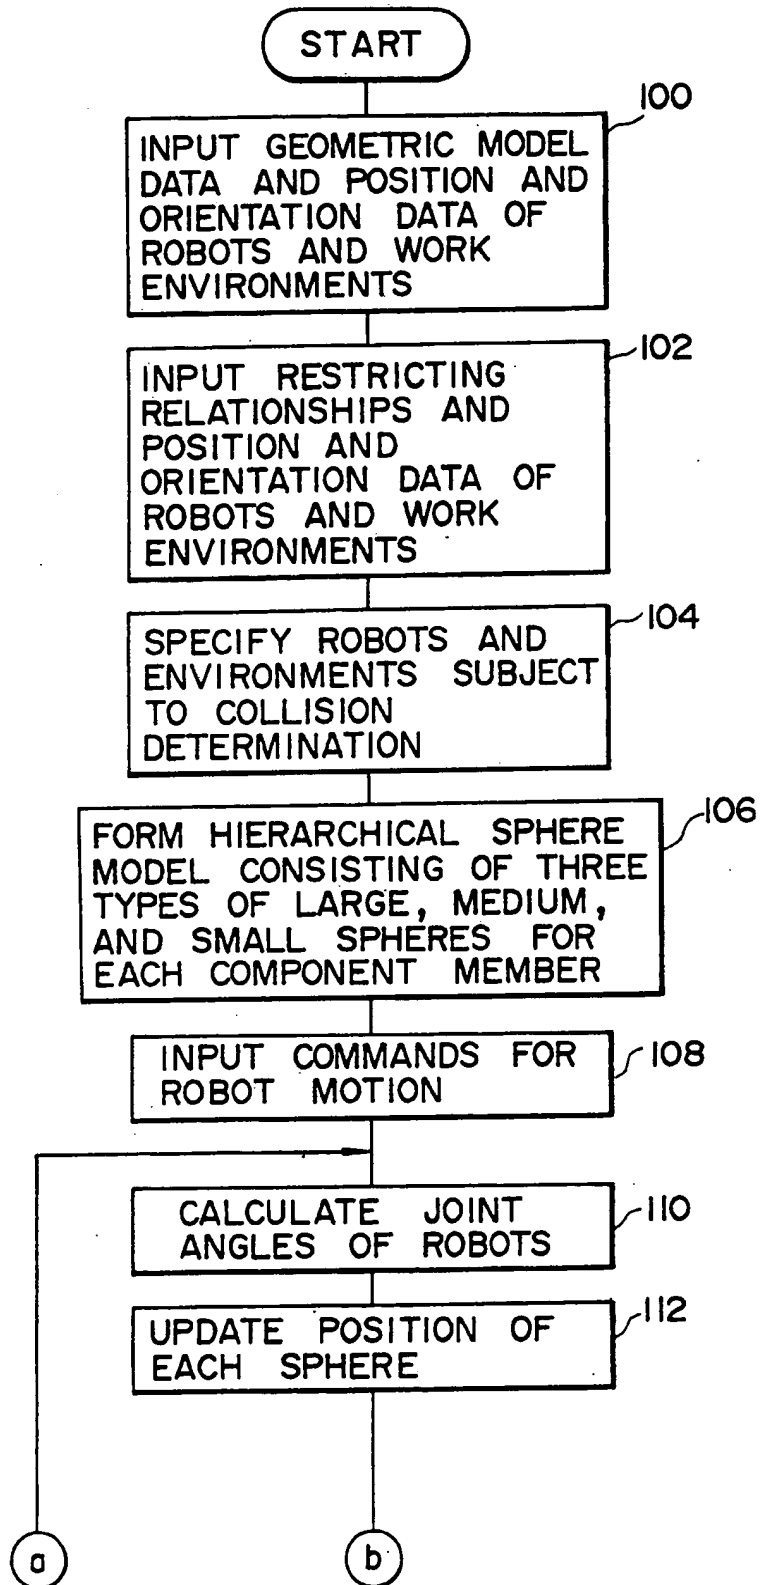 START
100
INPUT GEOMETRIC MODEL
DATA AND POSITION AND
ORIENTATION DATA OF
ROBOTS AND WORK
ENVIRONMENTS
102
INPUT RESTRICTING
RELATIONSHIPS AND
POSITION AND
ORIENTATION DATA OF
ROBOTS AND WORK
ENVIRONMENTS
104
SPECIFY ROBOTS AND
ENVIRONMENTS SUBJECT
TO COLLISION
DETERMINATION
106
FORM HIERARCHICAL SPHERE
MODEL CONSISTING OF THREE
TYPES OF LARGE, MEDIUM,
AND SMALL SPHERES FOR
EACH COMPONENT MEMBER
108
INPUT COMMANDS FOR
ROBOT MOTION
110
CALCULATE JOINT
ANGLES OF ROBOTS
112
UPDATE POSITION OF
EACH SPHERE
a
b